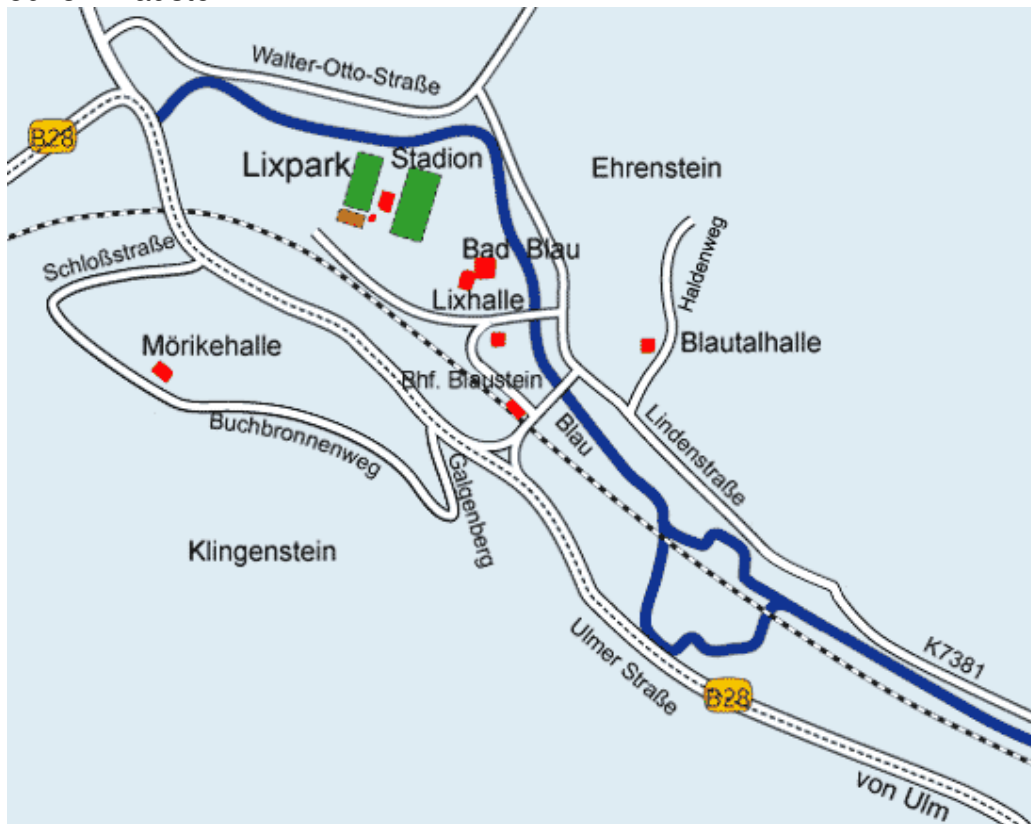 Walter-Otto-Straße
B28
Lixpark
Stadion
Ehrenstein
Haldenweg
Schloßstraße
Bad Blau
Lixhalle
Mörikehalle
Blautalhalle
Bhf. Blaustein
Buchbronnenweg
Blau
Lindenstraße
Galgenberg
Klingenstein
Ulmer Straße
K7381
B28
von Ulm